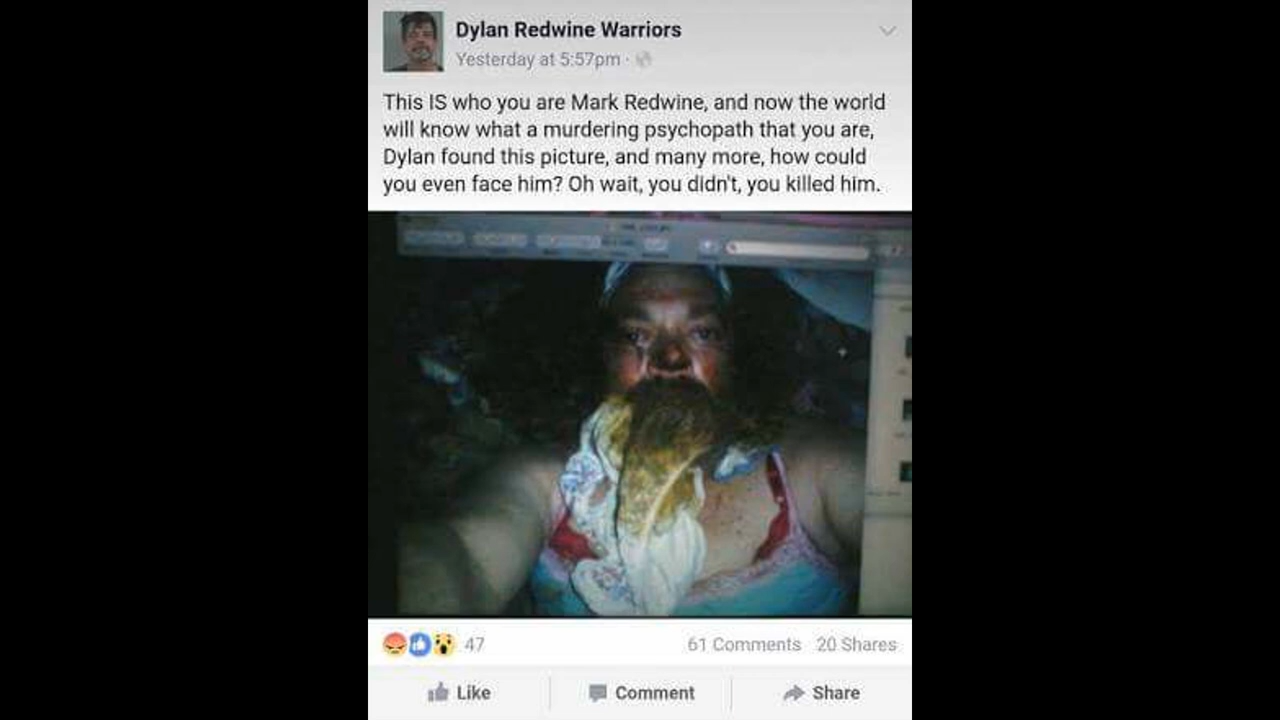 Dylan Redwine Warriors
Yesterday at 5:57pm ·
This IS who you are Mark Redwine, and now the world
will know what a murdering psychopath that you are,
Dylan found this picture, and many more, how could
you even face him? Oh wait, you didn't, you killed him.
47
61 Comments 20 Shares
Like
Comment
Share